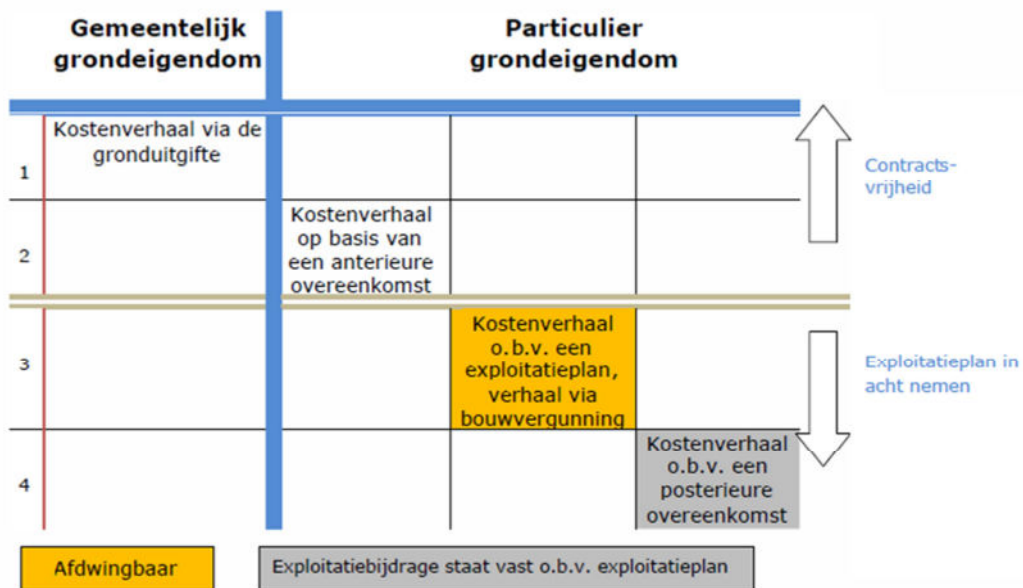 Gemeentelijk
grondeigendom
Particulier
grondeigendom
1
Kostenverhaal via de
gronduitgifte
Contracts-
vrijheid
2
Kostenverhaal
op basis van
een anterieure
overeenkomst
3
Kostenverhaal
o.b.v. een
exploitatieplan,
verhaal via
bouwvergunning
Exploitatieplan in
acht nemen
4
Kostenverhaal
o.b.v. een
posterieure
overeenkomst
Afdwingbaar
Exploitatiebijdrage staat vast o.b.v. exploitatieplan